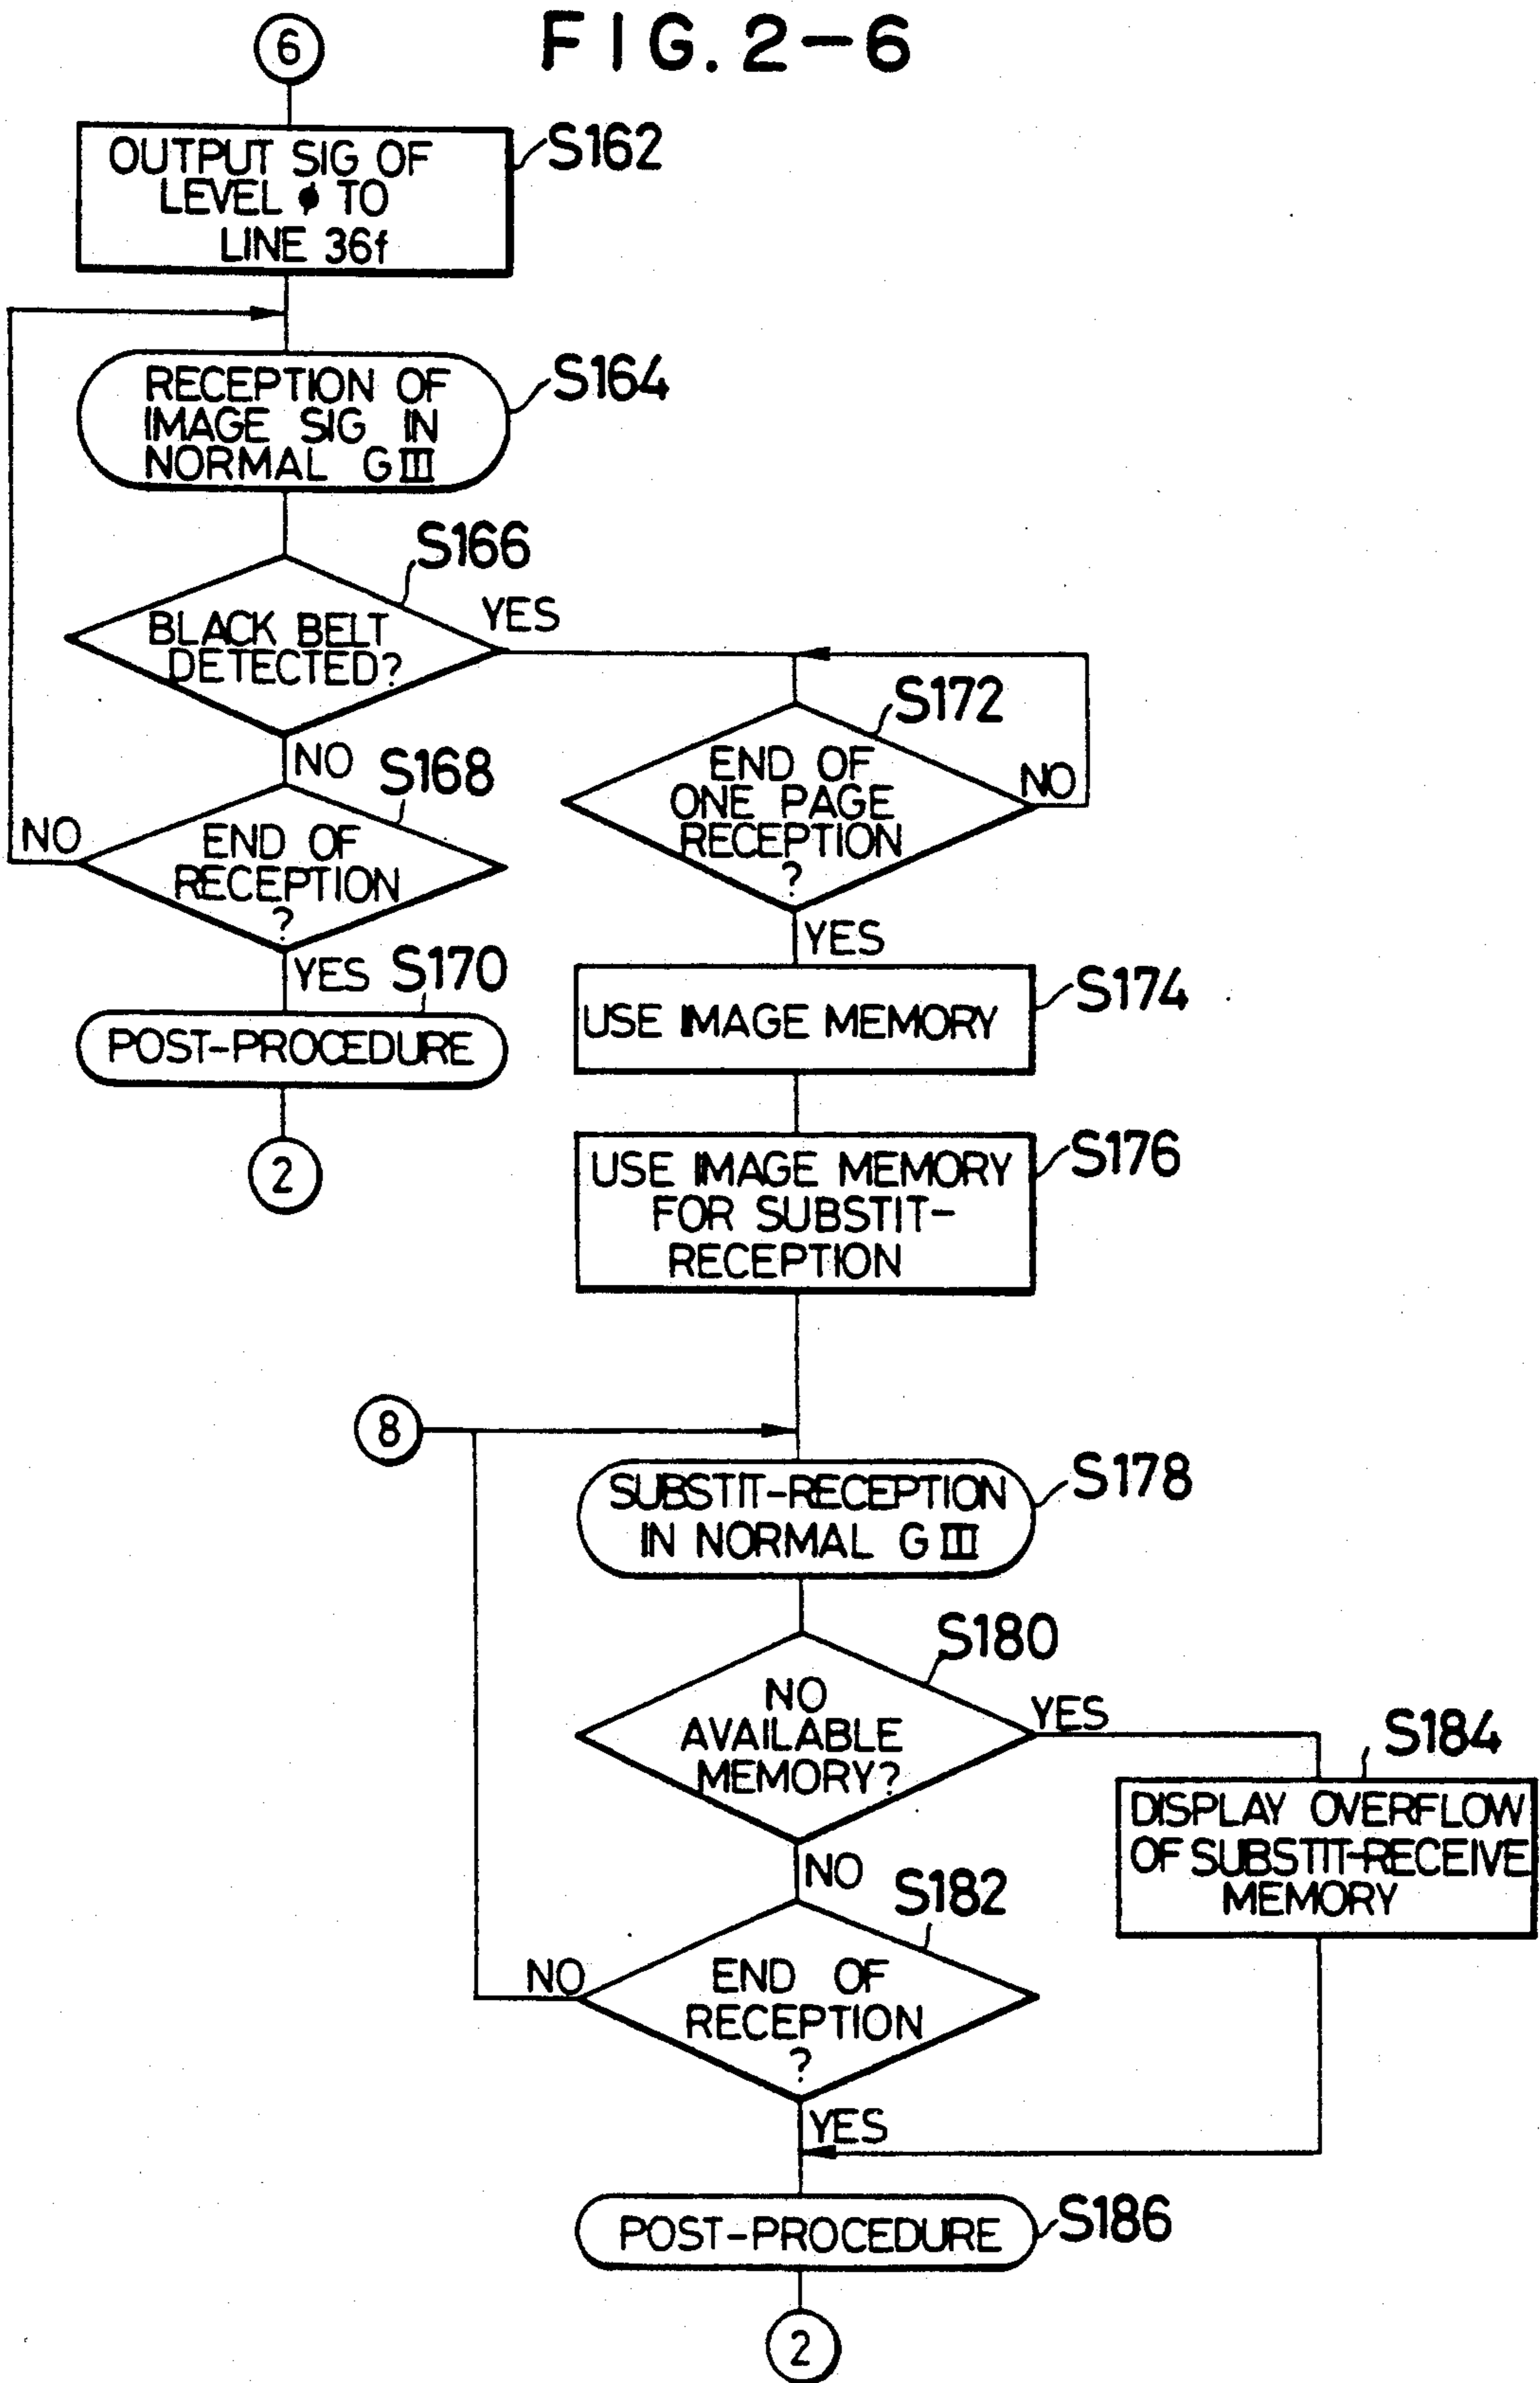 FIG. 2-6
6
OUTPUT SIG OF
LEVEL φ TO
LINE 36f
S162
RECEPTION OF
IMAGE SIG IN
NORMAL G III
S164
S166
BLACK BELT
DETECTED?
YES
NO
S168
END OF
RECEPTION
?
NO
YES
S170
POST-PROCEDURE
2
S172
END OF
ONE PAGE
RECEPTION
?
NO
YES
S174
USE IMAGE MEMORY
S176
USE IMAGE MEMORY
FOR SUBSTIT-
RECEPTION
8
S178
SUBSTIT-RECEPTION
IN NORMAL G III
S180
NO
AVAILABLE
MEMORY?
YES
S184
DISPLAY OVERFLOW
OF SUBSTIT-RECEIVE
MEMORY
NO
S182
END OF
RECEPTION
?
NO
YES
POST-PROCEDURE
S186
2